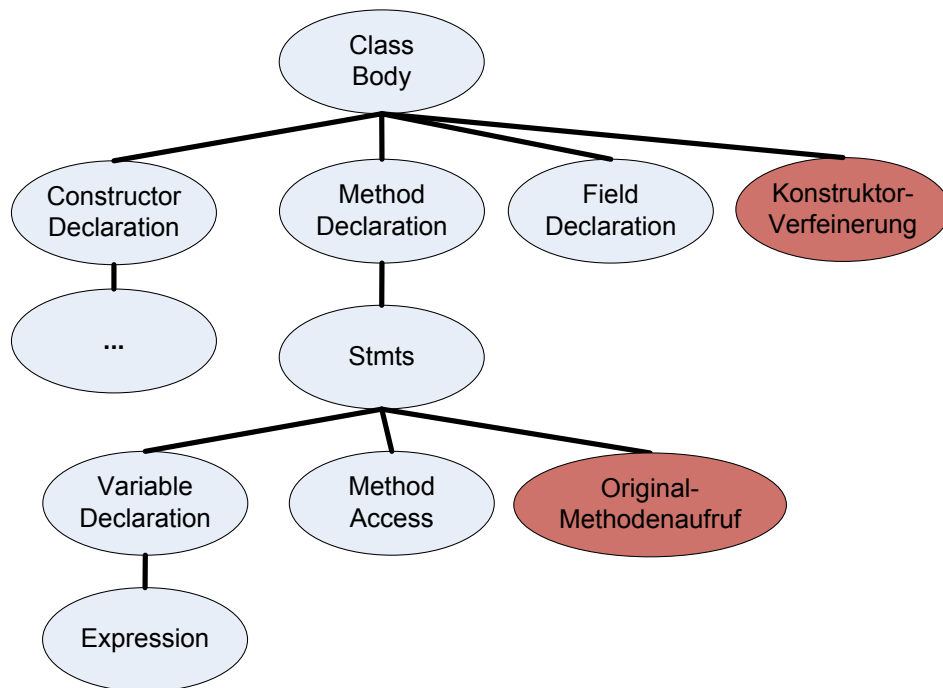 Class
Body
Constructor
Declaration
Method
Declaration
Field
Declaration
Konstruktor-
Verfeinerung
...
Stmts
Variable
Declaration
Method
Access
Original-
Methodenaufruf
Expression